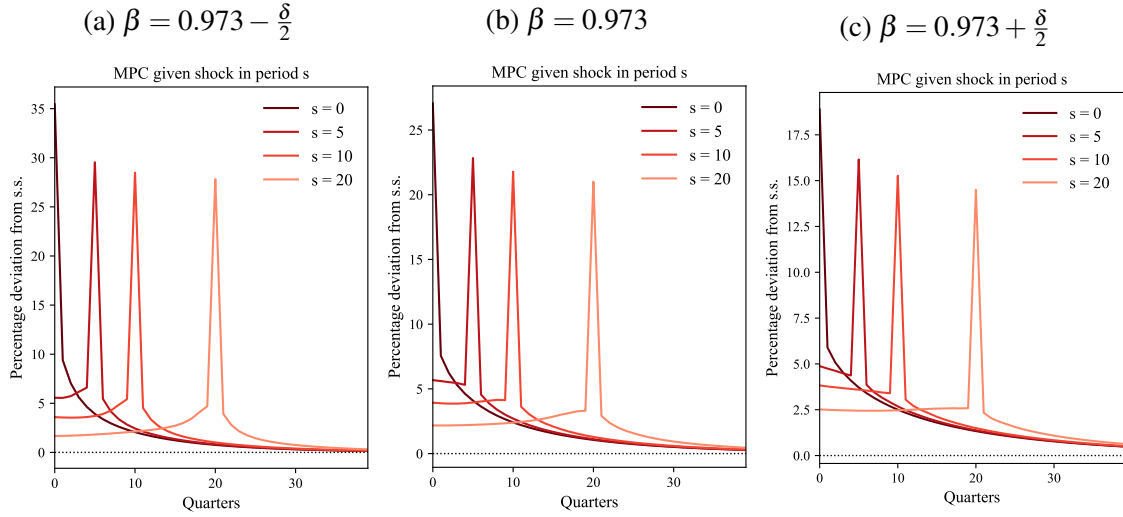 (a) β = 0.973 − δ/2
MPC given shock in period s
Percentage deviation from s.s.
35
30
25
20
15
10
5
0
0 10 20 30
Quarters
s = 0
s = 5
s = 10
s = 20
(b) β = 0.973
MPC given shock in period s
Percentage deviation from s.s.
25
20
15
10
5
0
0 10 20 30
Quarters
s = 0
s = 5
s = 10
s = 20
(c) β = 0.973 + δ/2
MPC given shock in period s
Percentage deviation from s.s.
17.5
15.0
12.5
10.0
7.5
5.0
2.5
0.0
0 10 20 30
Quarters
s = 0
s = 5
s = 10
s = 20